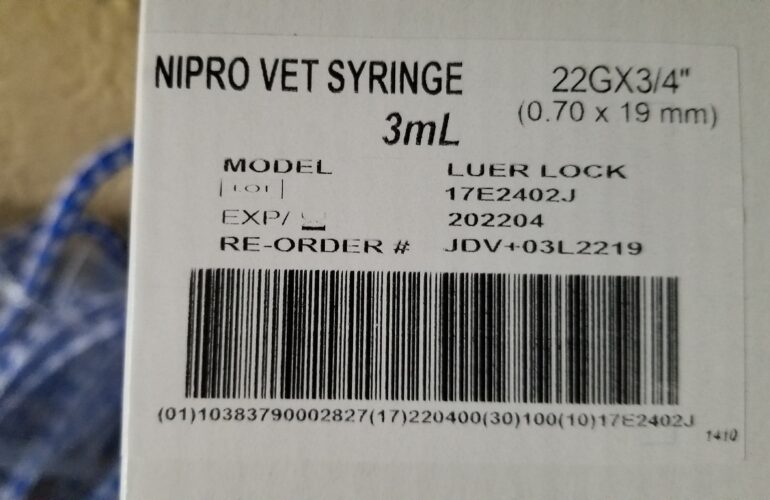 NIPRO VET SYRINGE 22GX3/4"
3mL (0.70 x 19 mm)
MODEL LUER LOCK
LOT 17E2402J
EXP/ 202204
RE-ORDER # JDV+03L2219
(01)10383790002827(17)220400(30)100(10)17E2402J
1410